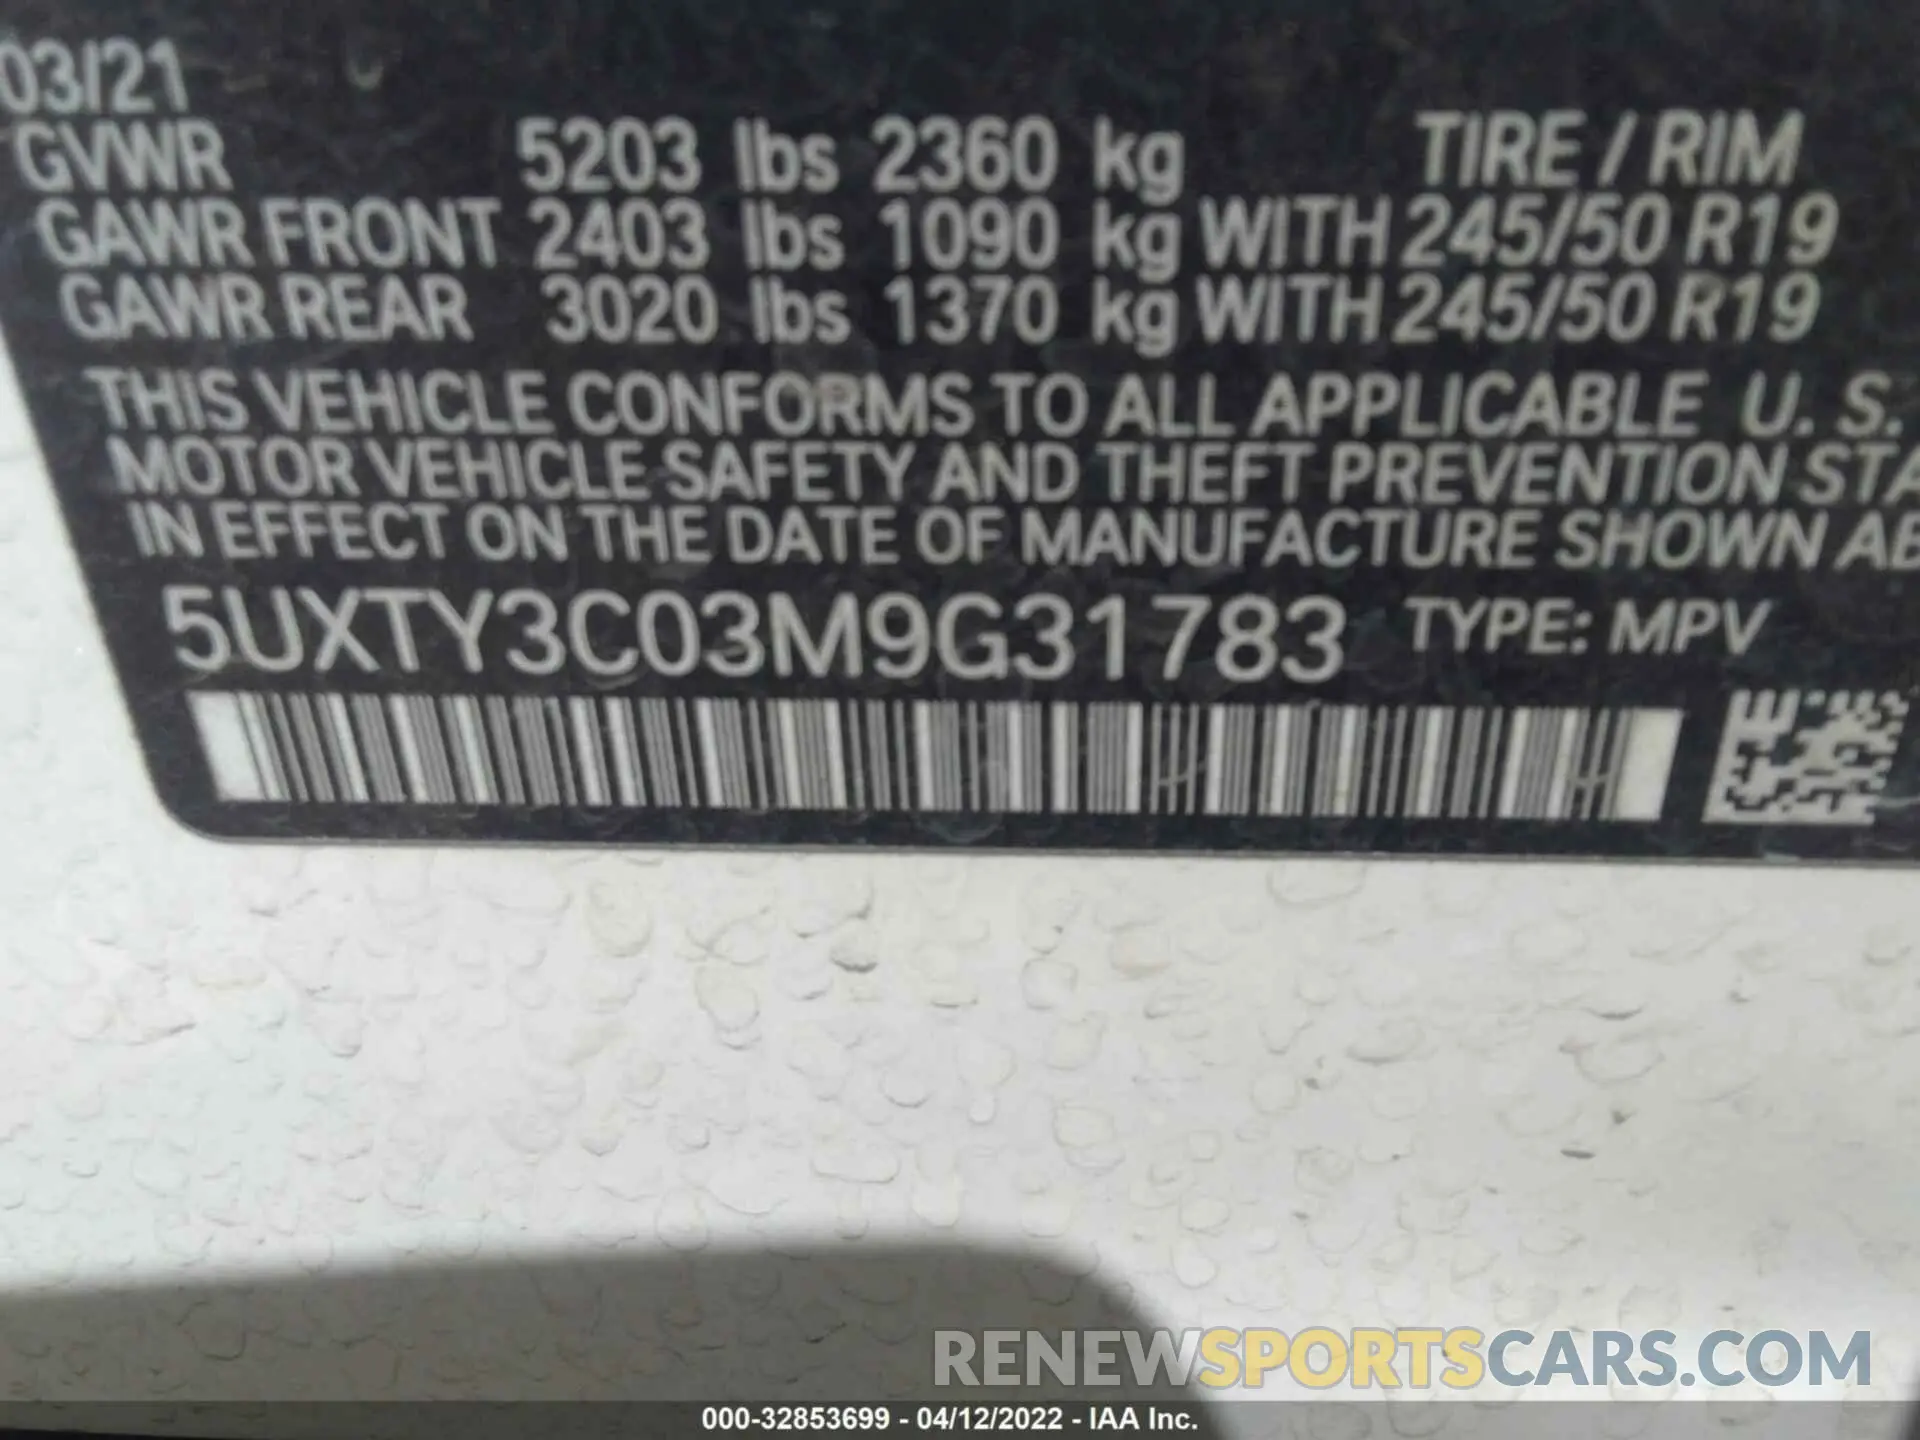 03/21
GVWR 5203 lbs 2360 kg TIRE / RIM
GAWR FRONT 2403 lbs 1090 kg WITH 245/50 R19
GAWR REAR 3020 lbs 1370 kg WITH 245/50 R19
THIS VEHICLE CONFORMS TO ALL APPLICABLE U. S.
MOTOR VEHICLE SAFETY AND THEFT PREVENTION STA
IN EFFECT ON THE DATE OF MANUFACTURE SHOWN AB
5UXTY3C03M9G31783 TYPE: MPV
RENEWSPORTSCARS.COM
000-32853699 - 04/12/2022 - IAA Inc.